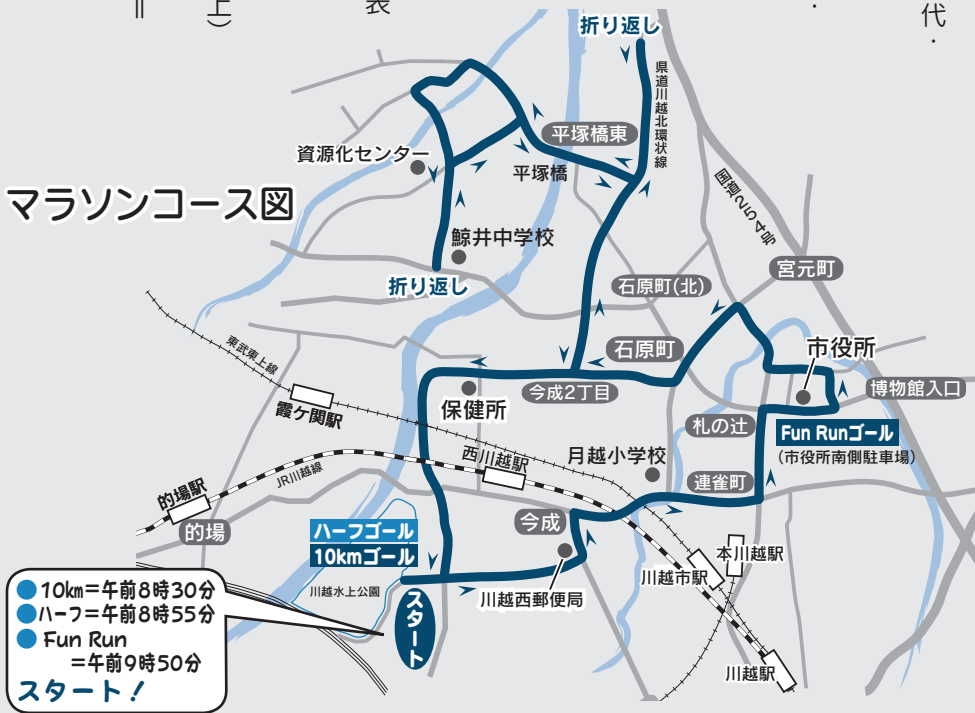 表
上）
＝
代・
・
折り返し
県道川越北環状線
平塚橋東
平塚橋
資源化センター
マラソンコース図
国道254号
鯨井中学校
折り返し
宮元町
石原町(北)
石原町
市役所
東武東上線
霞ケ関駅
今成2丁目
保健所
博物館入口
札の辻
Fun Runゴール
(市役所南側駐車場)
西川越駅
月越小学校
JR川越線
連雀町
的場駅
的場
ハーフゴール
10kmゴール
今成
本川越駅
川越市駅
川越水上公園
川越西郵便局
スタート
川越駅
●10km=午前8時30分
●ハーフ=午前8時55分
●Fun Run
=午前9時50分
スタート！